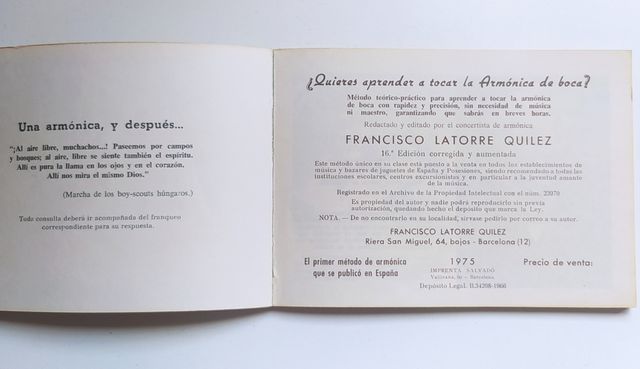 Una armónica, y después...
"¡Al aire libre, muchachos...! Paseemos por campos
y bosques; al aire, libre se siente también el espíritu.
Allí es pura la llama en los ojos y en el corazón.
Allí nos mira el mismo Dios."
(Marcha de los boy-scouts húngaros.)
Toda consulta deberá ir acompañada del franqueo
correspondiente para su respuesta.
¿Quieres aprender a tocar la Armónica de boca?
Método teórico-práctico para aprender a tocar la armónica
de boca con rapidez y precisión, sin necesidad de música
ni maestro, garantizando que sabrás en breves horas.
Redactado y editado por el concertista de armónica
FRANCISCO LATORRE QUILEZ
16.ª Edición corregida y aumentada
Este método único en su clase está puesto a la venta en todos los establecimientos
de música y bazares de juguetes de España y Posesiones, siendo recomendado a todas las
instituciones escolares, centros excursionistas y en particular a la juventud amante
de la música.
Registrado en el Archivo de la Propiedad Intelectual con el núm. 23970
Es propiedad del autor y nadie podrá reproducirlo sin previa
autorización, quedando hecho el depósito que marca la Ley.
NOTA. — De no encontrarlo en su localidad, sírvase pedirlo por correo a su autor.
FRANCISCO LATORRE QUILEZ
Riera San Miguel, 64, bajos - Barcelona (12)
El primer método de armónica
que se publicó en España
1975
IMPRENTA SALVADÓ
Barcelona
Depósito Legal. B.34208-1966
Precio de venta: